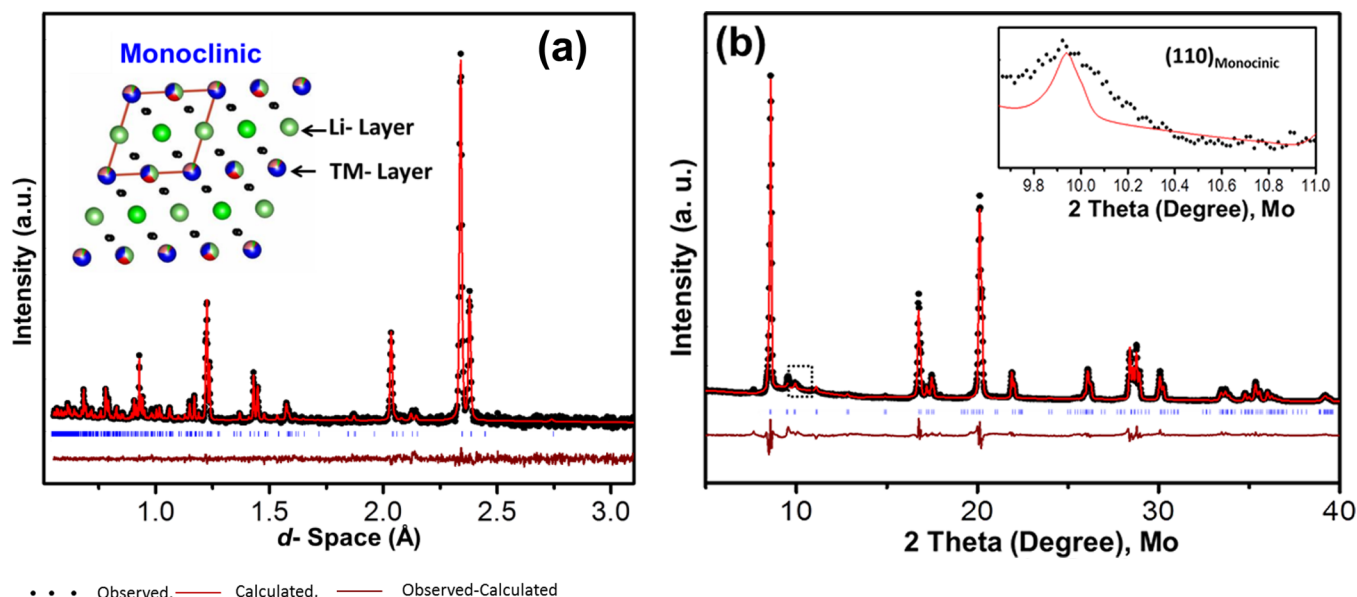 (a)
Monoclinic
Li- Layer
TM- Layer
Intensity (a.u.)
1.0 1.5 2.0 2.5 3.0
d- Space (Å)
(b)
(110)Monocinic
9.8 10.0 10.2 10.4 10.6 10.8 11.0
2 Theta (Degree), Mo
Intensity (a. u.)
10 20 30 40
2 Theta (Degree), Mo
Observed, Calculated, Observed-Calculated